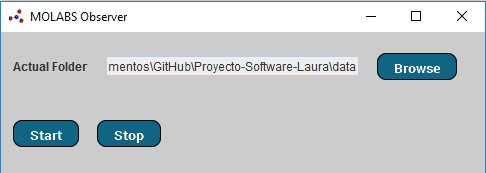 MOLABS Observer
Actual Folder mentos\GitHub\Proyecto-Software-Laura\data Browse
Start Stop